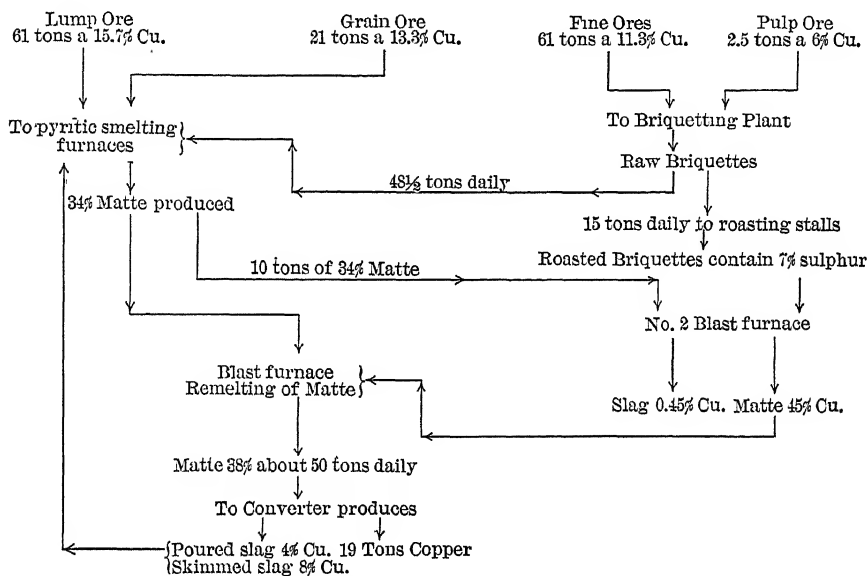 Lump Ore
61 tons a 15.7% Cu.
Grain Ore
21 tons a 13.3% Cu.
Fine Ores
61 tons a 11.3% Cu.
Pulp Ore
2.5 tons a 6% Cu.
To pyritic smelting
furnaces
To Briquetting Plant
Raw Briquettes
48½ tons daily
34% Matte produced
15 tons daily to roasting stalls
Roasted Briquettes contain 7% sulphur
10 tons of 34% Matte
No. 2 Blast furnace
Blast furnace
Remelting of Matte
Slag 0.45% Cu. Matte 45% Cu.
Matte 38% about 50 tons daily
To Converter produces
Poured slag 4% Cu. 19 Tons Copper
Skimmed slag 8% Cu.